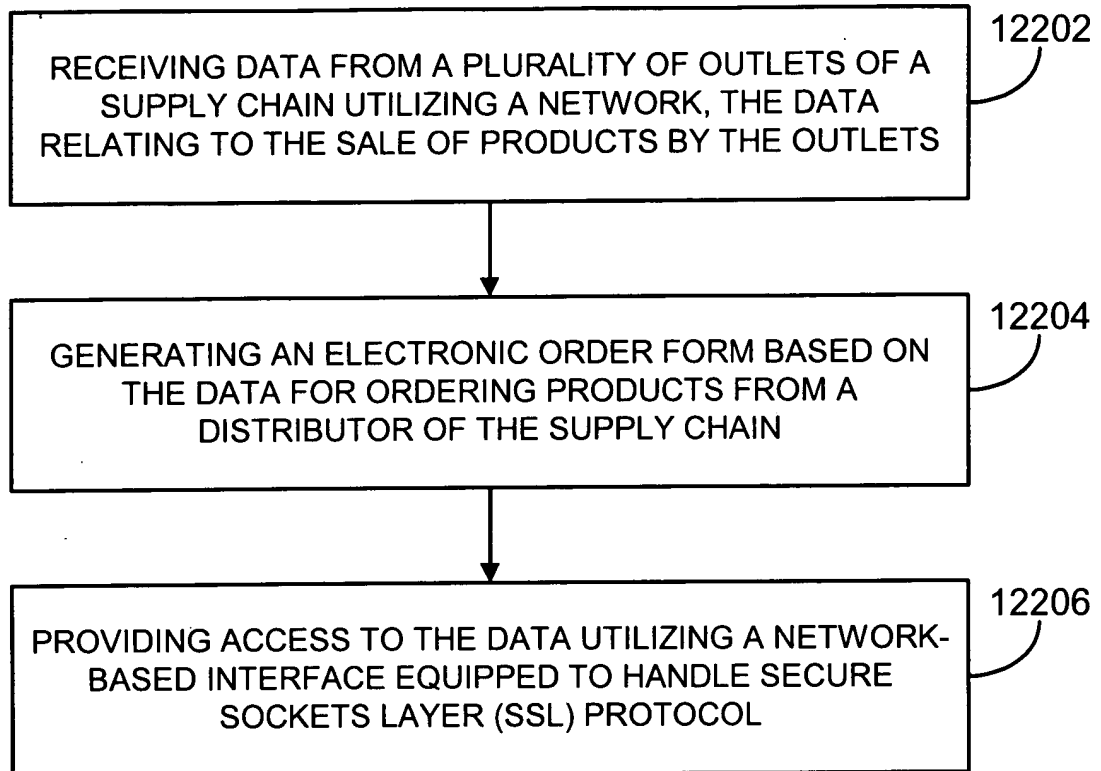 12202
RECEIVING DATA FROM A PLURALITY OF OUTLETS OF A
SUPPLY CHAIN UTILIZING A NETWORK, THE DATA
RELATING TO THE SALE OF PRODUCTS BY THE OUTLETS
12204
GENERATING AN ELECTRONIC ORDER FORM BASED ON
THE DATA FOR ORDERING PRODUCTS FROM A
DISTRIBUTOR OF THE SUPPLY CHAIN
12206
PROVIDING ACCESS TO THE DATA UTILIZING A NETWORK-
BASED INTERFACE EQUIPPED TO HANDLE SECURE
SOCKETS LAYER (SSL) PROTOCOL